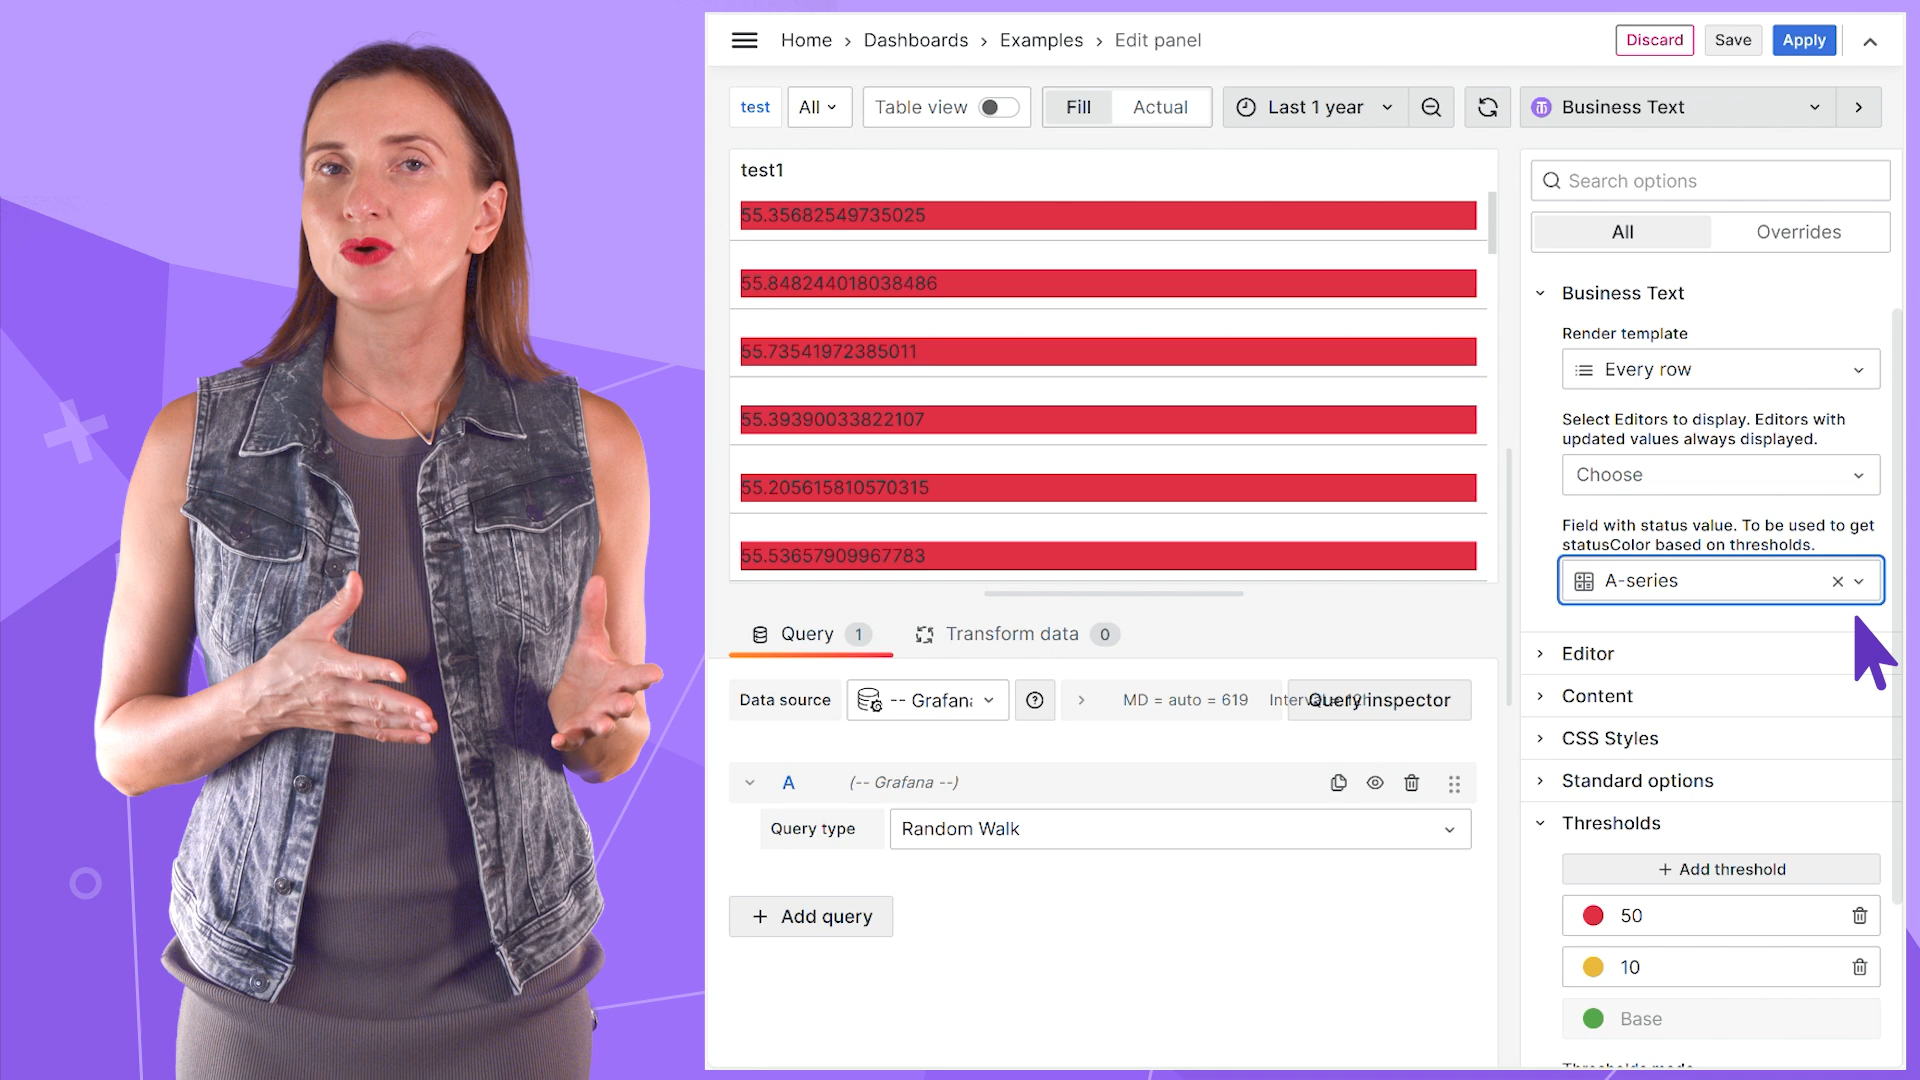 Home > Dashboards > Examples > Edit panel
Discard
Save
Apply
test
All
Table view
Fill
Actual
Last 1 year
Business Text
test1
55.35682549735025
55.848244018038486
55.73541972385011
55.39390033822107
55.205615810570315
55.53657909967783
Query 1
Transform data 0
Data source
-- Grafana
MD = auto = 619
Query inspector
A
(-- Grafana --)
Query type
Random Walk
+ Add query
Search options
All
Overrides
Business Text
Render template
Every row
Select Editors to display. Editors with
updated values always displayed.
Choose
Field with status value. To be used to get
statusColor based on thresholds.
A-series
Editor
Content
CSS Styles
Standard options
Thresholds
+ Add threshold
50
10
Base